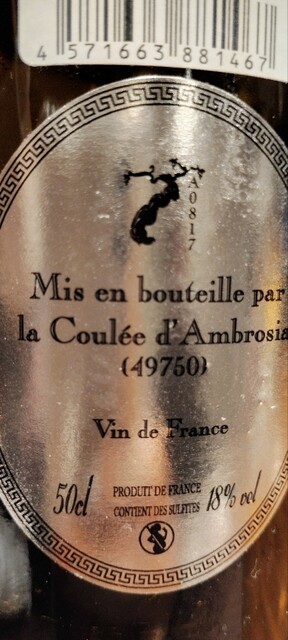 4 571663 881467
A0817
Mis en bouteille par
la Coulée d'Ambrosia
(49750)
Vin de France
50cl
PRODUIT DE FRANCE
CONTIENT DES SULFITES
18% vol